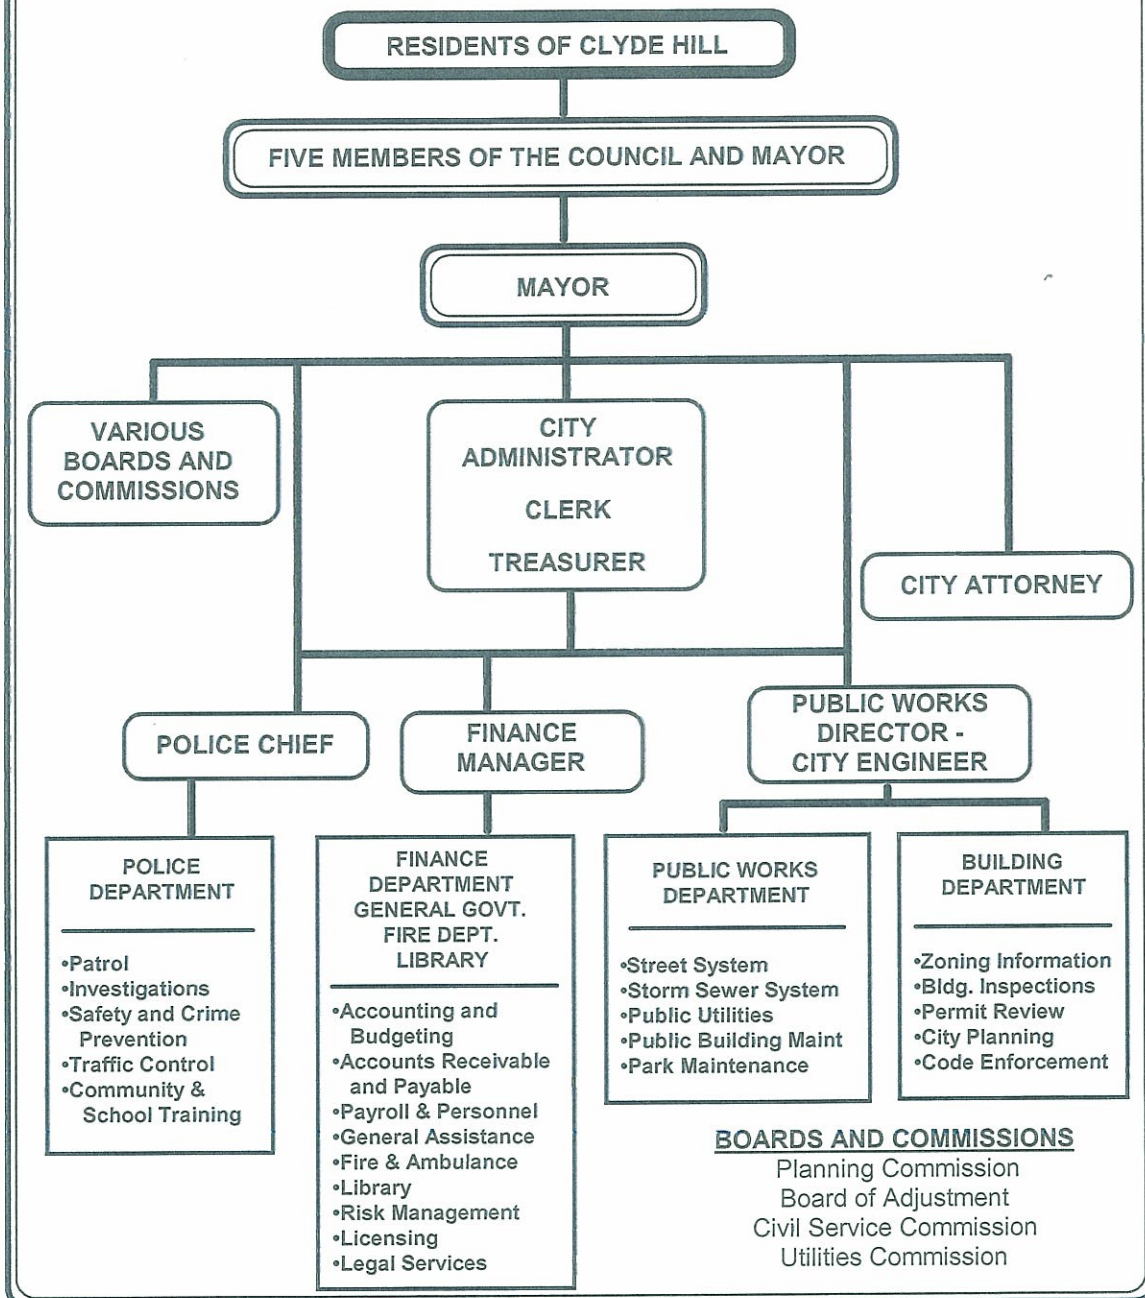 RESIDENTS OF CLYDE HILL
FIVE MEMBERS OF THE COUNCIL AND MAYOR
MAYOR
VARIOUS
BOARDS AND
COMMISSIONS
CITY
ADMINISTRATOR
CLERK
TREASURER
CITY ATTORNEY
POLICE CHIEF
FINANCE
MANAGER
PUBLIC WORKS
DIRECTOR -
CITY ENGINEER
POLICE
DEPARTMENT
•Patrol
•Investigations
•Safety and Crime
Prevention
•Traffic Control
•Community &
School Training
FINANCE
DEPARTMENT
GENERAL GOVT.
FIRE DEPT.
LIBRARY
•Accounting and
Budgeting
•Accounts Receivable
and Payable
•Payroll & Personnel
•General Assistance
•Fire & Ambulance
•Library
•Risk Management
•Licensing
•Legal Services
PUBLIC WORKS
DEPARTMENT
•Street System
•Storm Sewer System
•Public Utilities
•Public Building Maint
•Park Maintenance
BUILDING
DEPARTMENT
•Zoning Information
•Bldg. Inspections
•Permit Review
•City Planning
•Code Enforcement
BOARDS AND COMMISSIONS
Planning Commission
Board of Adjustment
Civil Service Commission
Utilities Commission